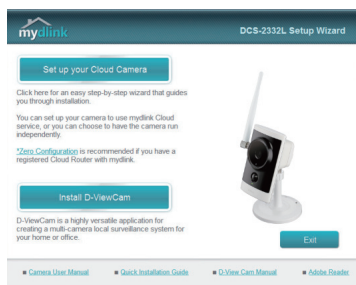 mydlink
DCS-2332L Setup Wizard
Set up your Cloud Camera
Click here for an easy step-by-step wizard that guides
you through installation.
You can set up your camera to use mydlink Cloud
service, or you can choose to have the camera run
independently.
*Zero Configuration is recommended if you have a
registered Cloud Router with mydlink.
Install D-ViewCam
D-ViewCam is a highly versatile application for
creating a multi-camera local surveillance system for
your home or office.
Exit
Camera User Manual
Quick Installation Guide
D-View Cam Manual
Adobe Reader